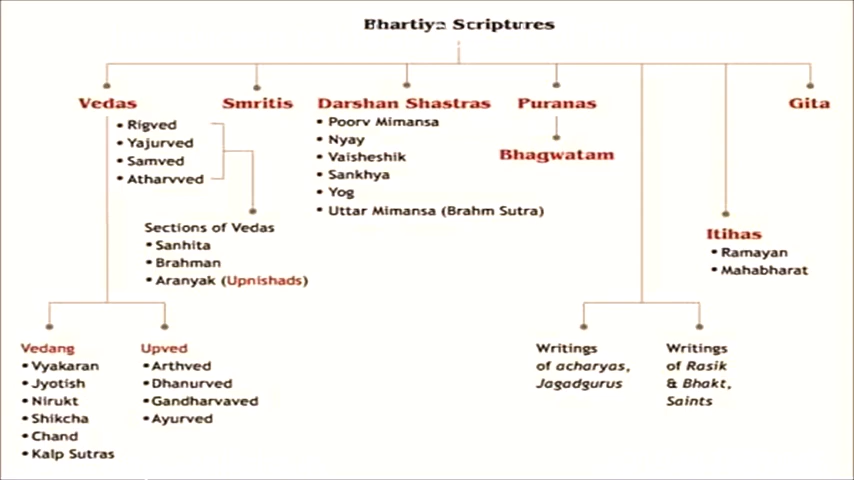 Bhartiya Scriptures
Vedas
• Rigved
• Yajurved
• Samved
• Atharvved
Sections of Vedas
• Sanhita
• Brahman
• Aranyak (Upnishads)
Vedang
• Vyakaran
• Jyotish
• Nirukt
• Shikcha
• Chand
• Kalp Sutras
Upved
• Arthved
• Dhanurved
• Gandharvaved
• Ayurved
Smritis
Darshan Shastras
• Poorv Mimansa
• Nyay
• Vaisheshik
• Sankhya
• Yog
• Uttar Mimansa (Brahm Sutra)
Puranas
Bhagwatam
Writings
of acharyas,
Jagadgurus
Writings
of Rasik
& Bhakt,
Saints
Itihas
• Ramayan
• Mahabharat
Gita